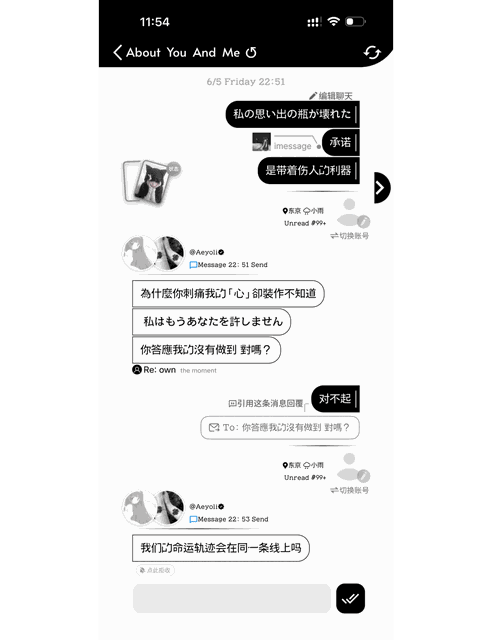 11:54
About You And Me
6/5 Friday 22:51
编辑聊天
私の思い出の瓶が壊れた
imessage
承诺
是带着伤人的利器
状态
东京 小雨
Unread #99+
切换账号
@Aeyoli
Message 22: 51 Send
為什麼你刺痛我的「心」卻裝作不知道
私はもうあなたを許しません
你答應我的沒有做到 對嗎？
Re: own the moment
对不起
引用这条消息回覆
To: 你答應我的沒有做到 對嗎？
东京 小雨
Unread #99+
切换账号
@Aeyoli
Message 22: 53 Send
我们的命运轨迹会在同一条线上吗
点此拒收